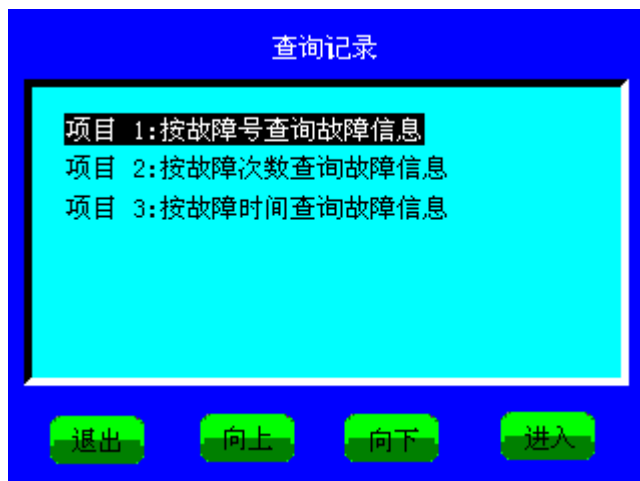 查询记录
项目 1:按故障号查询故障信息
项目 2:按故障次数查询故障信息
项目 3:按故障时间查询故障信息
退出 向上 向下 进入